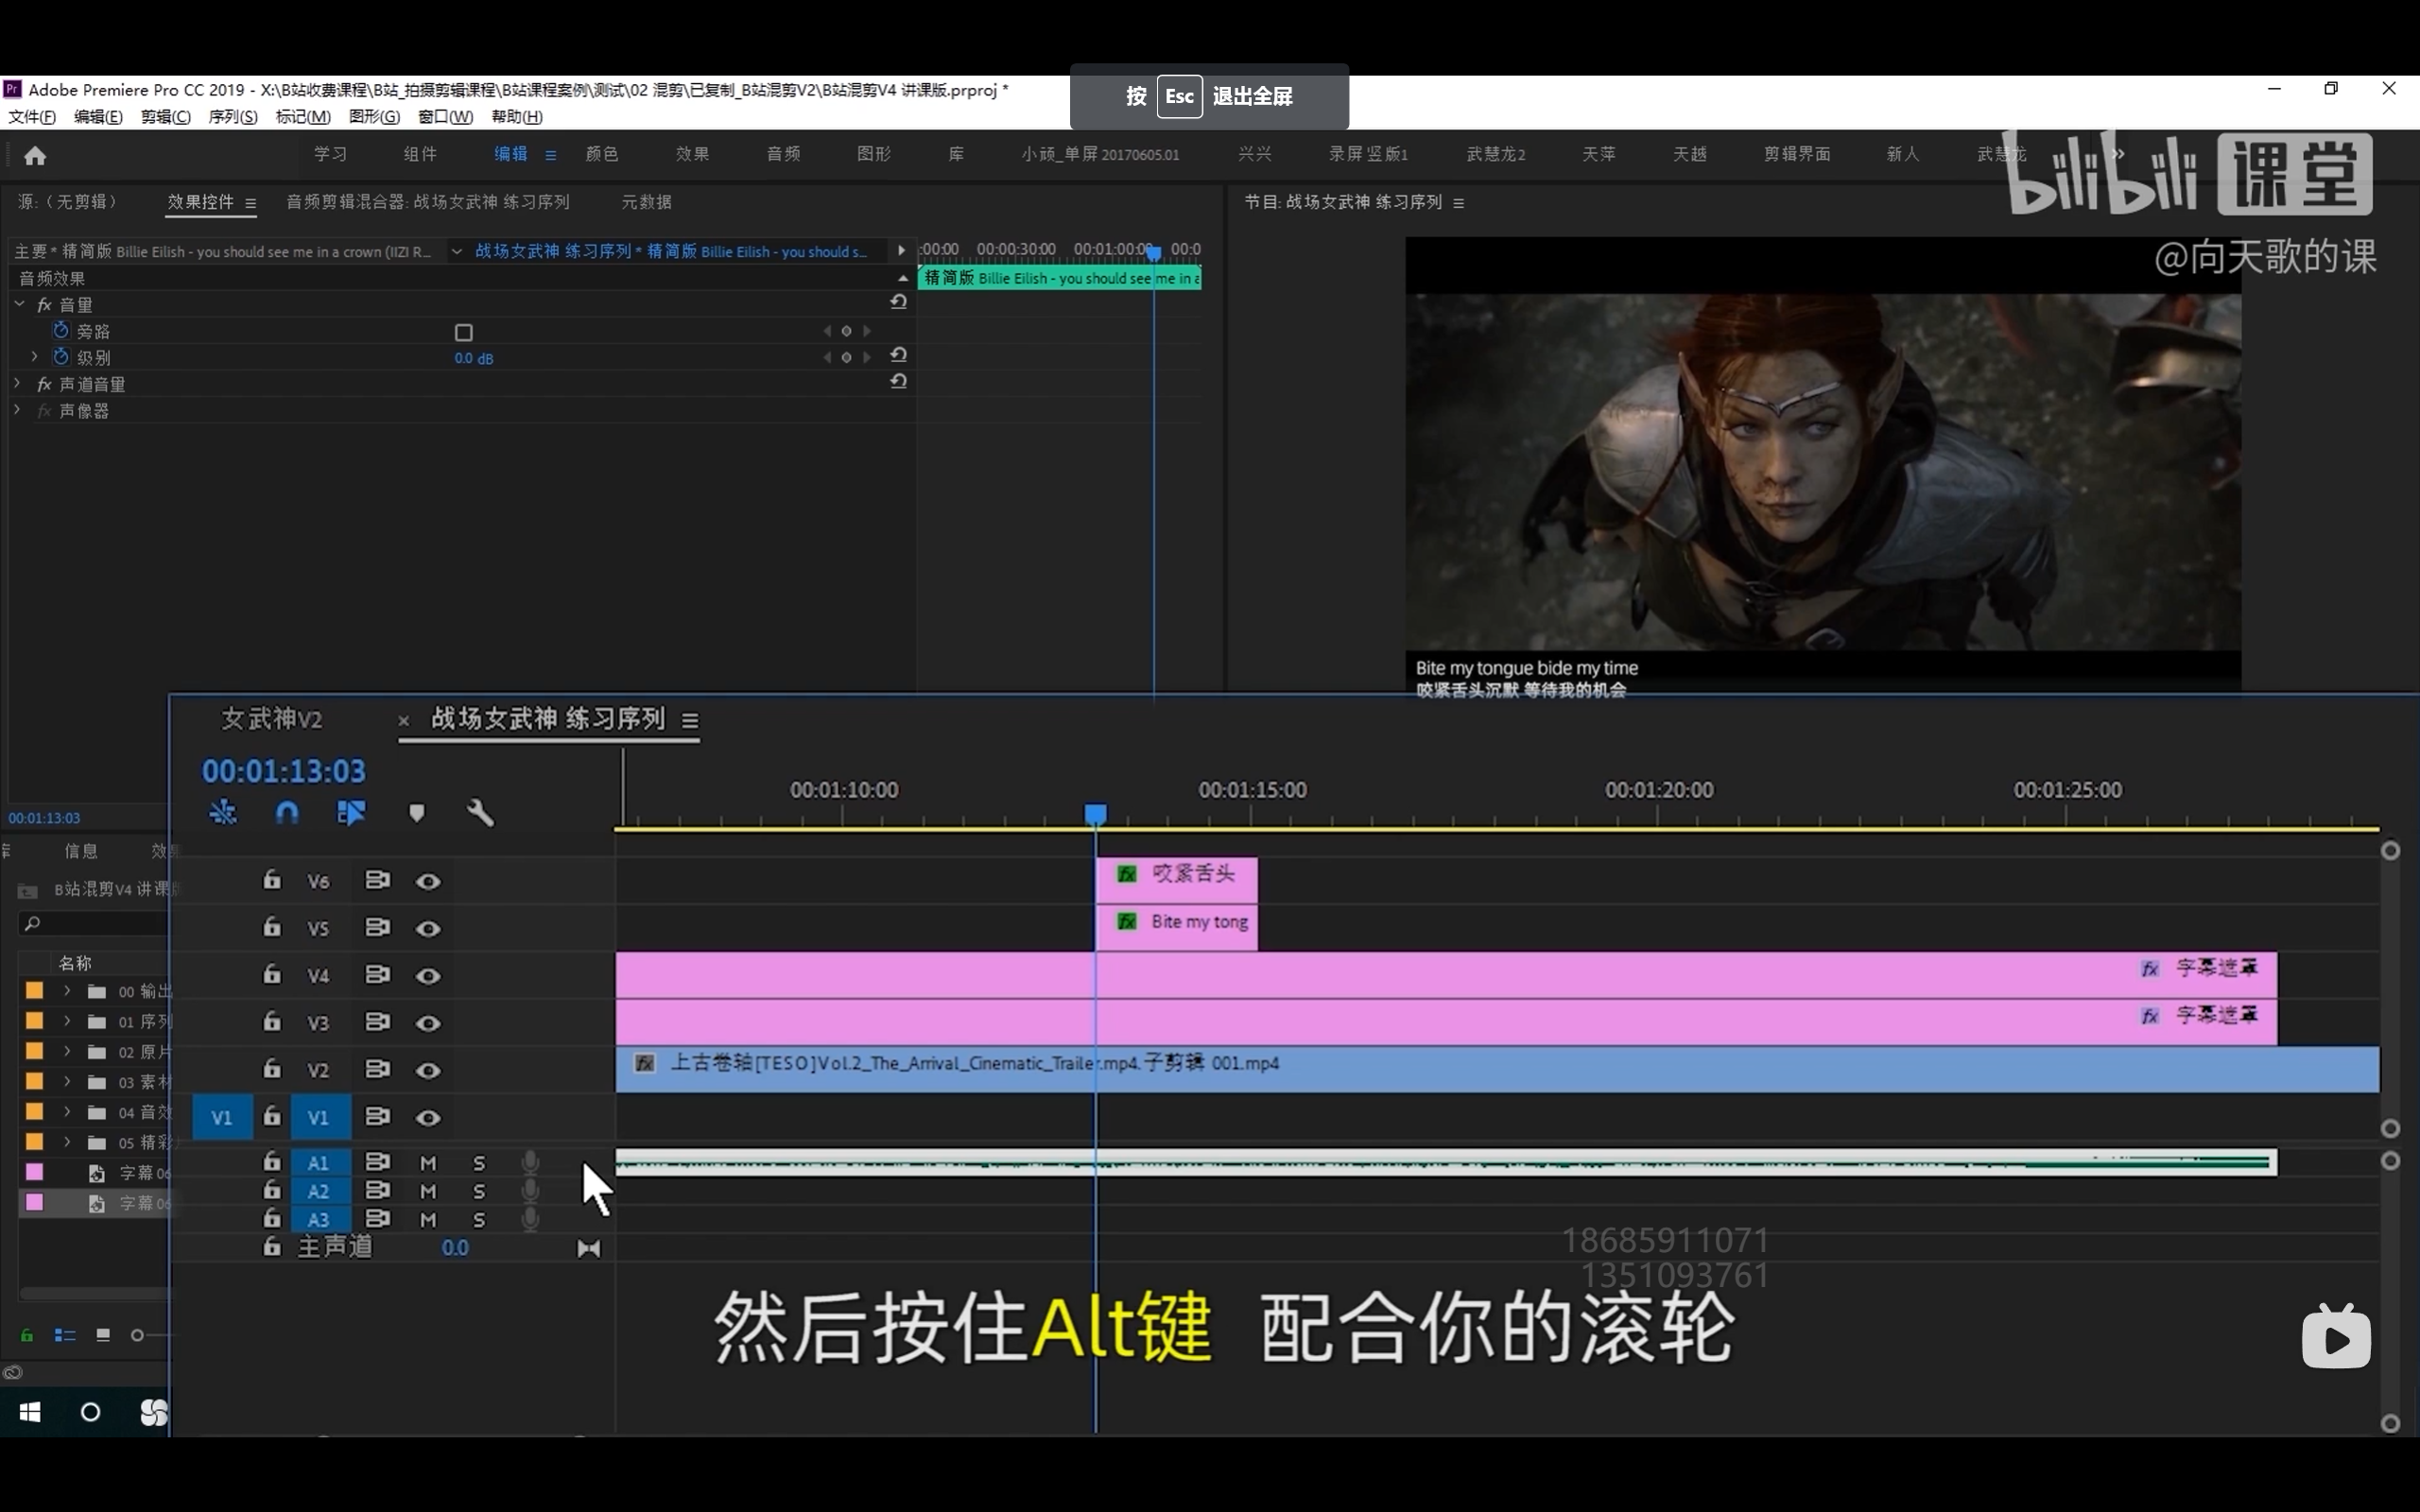 Adobe Premiere Pro CC 2019 - X:\B站收费课程\B站_拍摄剪辑课程\B站课程案例\测试\02 混剪\已复制_B站混剪V2\B站混剪V4 讲课版.prproj *
按 Esc 退出全屏
文件(F) 编辑(E) 剪辑(C) 序列(S) 标记(M) 图形(G) 窗口(W) 帮助(H)
学习 组件 编辑 颜色 效果 音频 图形 库 小顽_单屏 20170605.01 兴兴 录屏 竖版1 武慧龙2 天萍 天越 剪辑界面 新人 武慧龙 »
bilibili 课堂
@向天歌的课
源:（无剪辑） 效果控件 音频剪辑混合器: 战场女武神 练习序列 元数据
节目: 战场女武神 练习序列
主要 * 精简版 Billie Eilish - you should see me in a crown (IIZI R... 战场女武神 练习序列 * 精简版 Billie Eilish - you should s...
:00:00 00:00:30:00 00:01:00:00 00:0
音频效果
精简版 Billie Eilish - you should see me in a
fx 音量
旁路
级别 0.0 dB
fx 声道音量
fx 声像器
Bite my tongue bide my time
咬紧舌头沉默 等待我的机会
女武神V2 × 战场女武神 练习序列
00:01:13:03
00:01:10:00 00:01:15:00 00:01:20:00 00:01:25:00
00:01:13:03
信息 效果
B站混剪V4 讲课版
名称
00 输出
01 序列
02 原片
03 素材
04 音效
05 精彩
字幕 06
字幕 06
V6 fx 咬紧舌头
V5 fx Bite my tong
V4 fx 字幕遮罩
V3 fx 字幕遮罩
V2 fx 上古卷轴[TESO]Vol.2_The_Arrival_Cinematic_Trailer.mp4.子剪辑 001.mp4
V1 V1
A1 M S
A2 M S
A3 M S
主声道 0.0
18685911071
1351093761
然后按住Alt键 配合你的滚轮